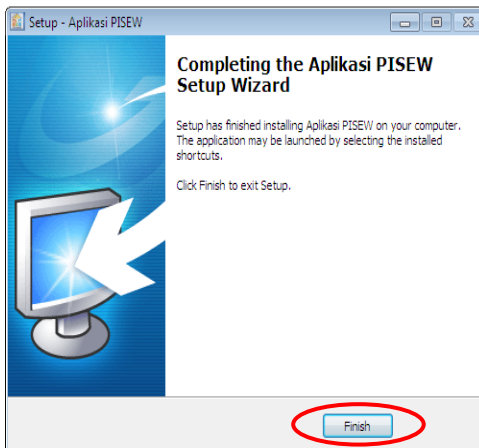 Setup - Aplikasi PISEW
Completing the Aplikasi PISEW
Setup Wizard
Setup has finished installing Aplikasi PISEW on your computer.
The application may be launched by selecting the installed
shortcuts.
Click Finish to exit Setup.
Finish